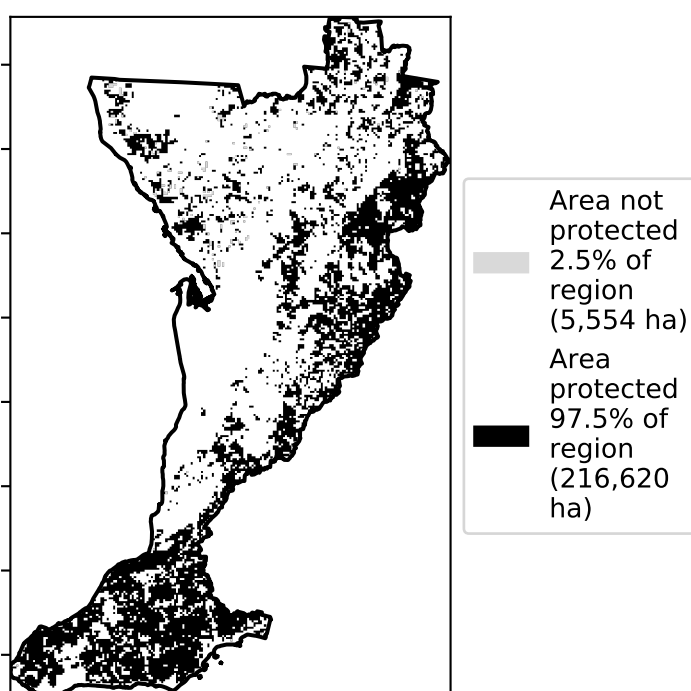 Area not
protected
2.5% of
region
(5,554 ha)
Area
protected
97.5% of
region
(216,620
ha)